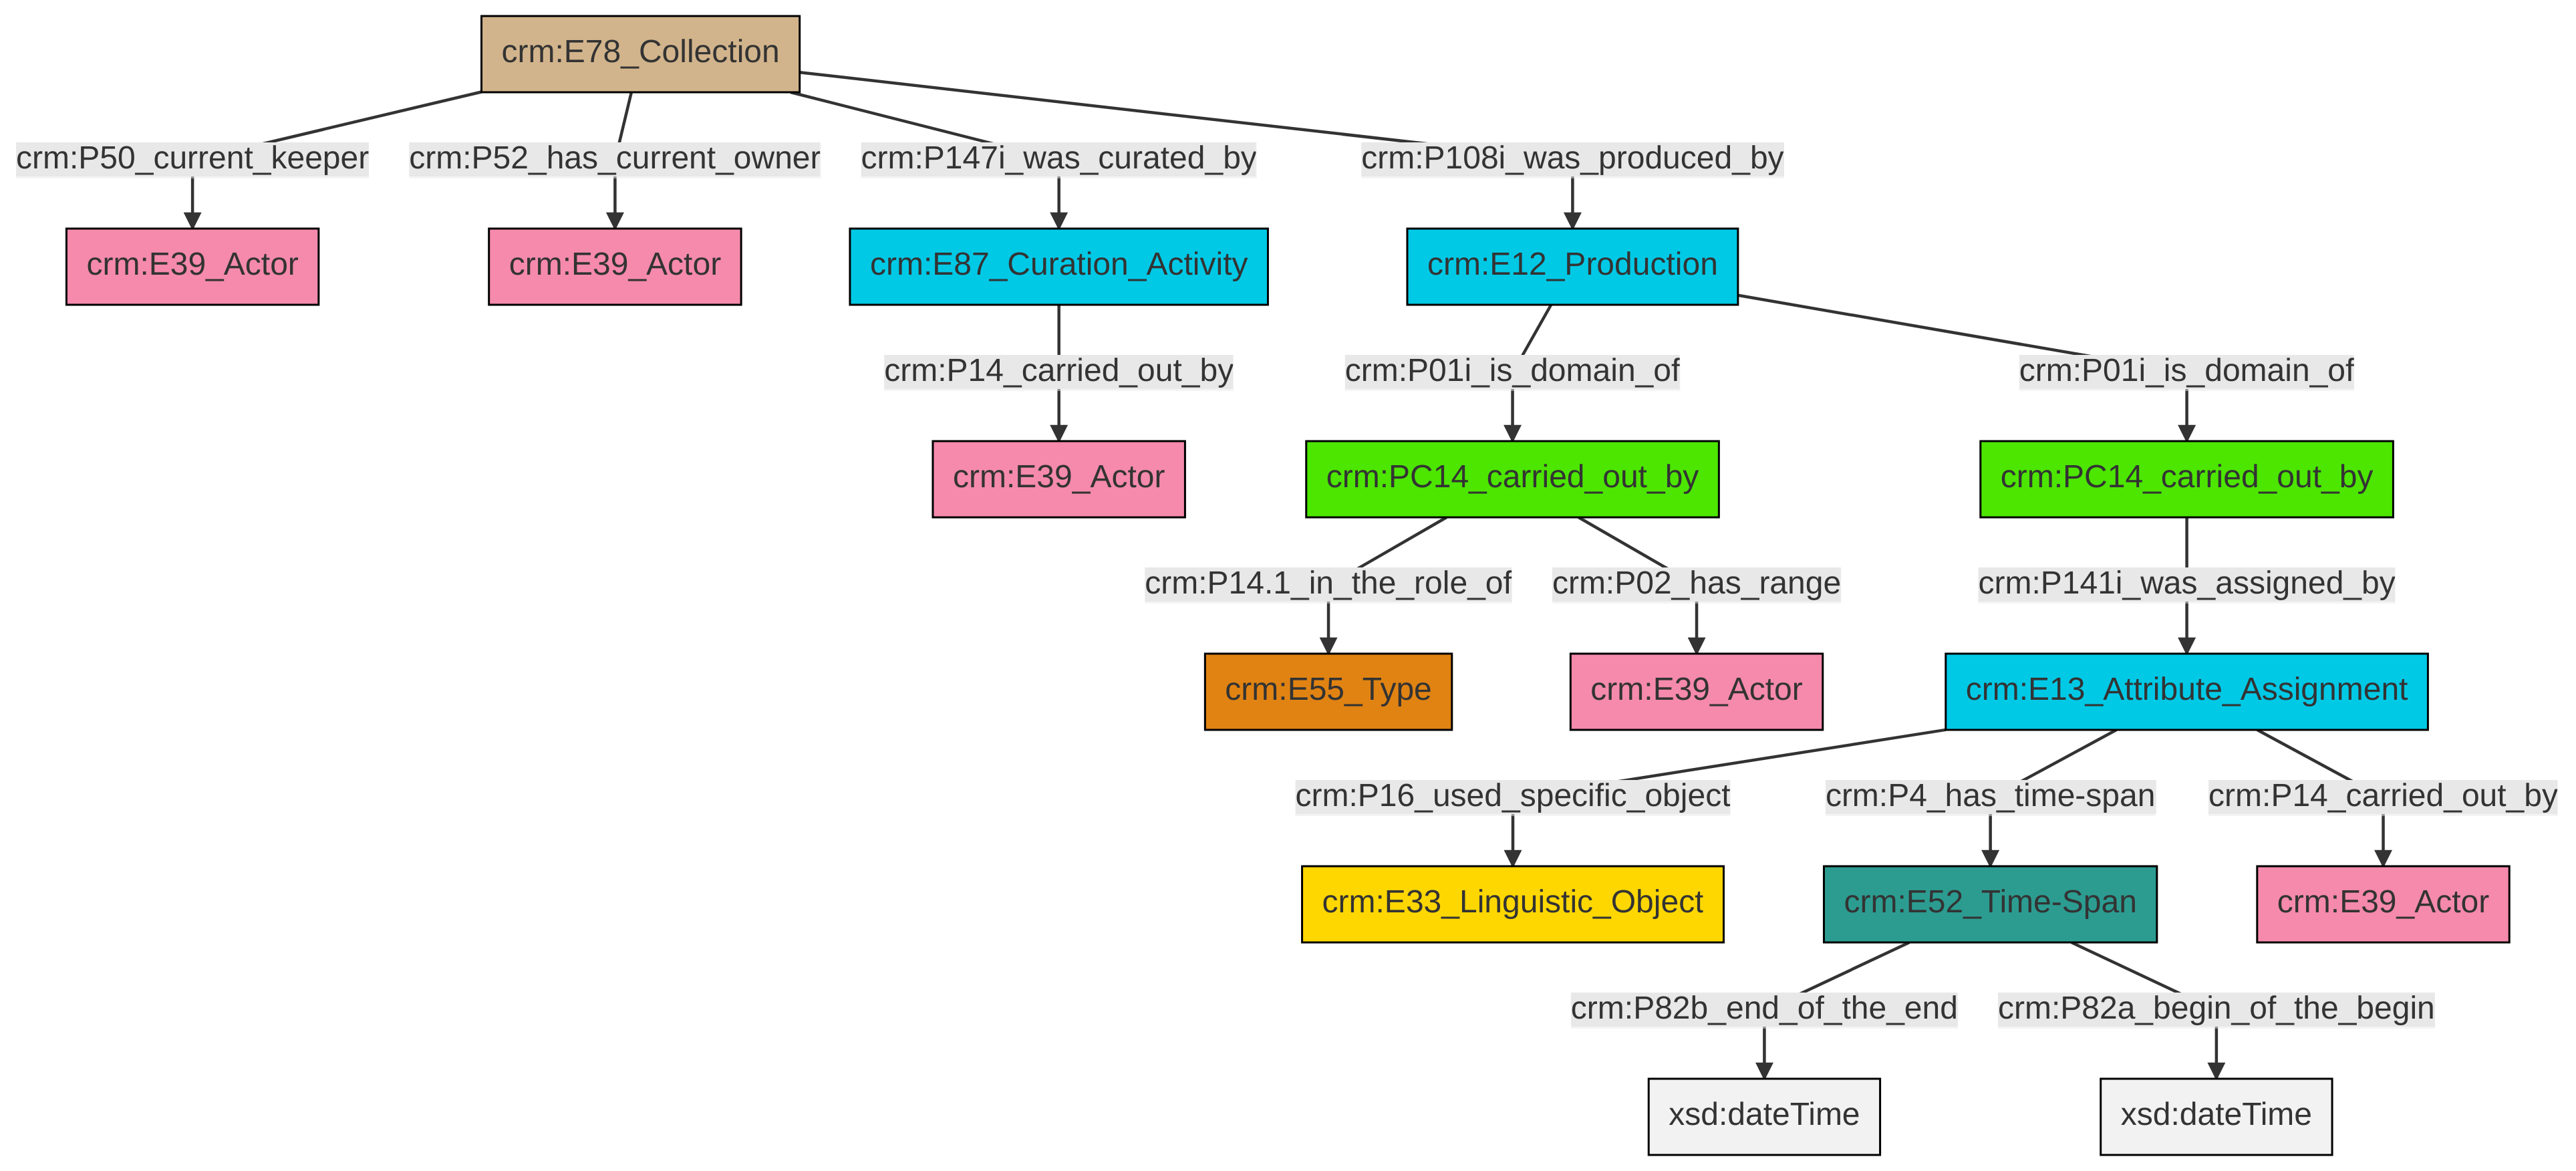 crm:E78_Collection
crm:P50_current_keeper
crm:P52_has_current_owner
crm:P147i_was_curated_by
crm:P108i_was_produced_by
crm:E39_Actor
crm:E39_Actor
crm:E87_Curation_Activity
crm:E12_Production
crm:P14_carried_out_by
crm:P01i_is_domain_of
crm:P01i_is_domain_of
crm:E39_Actor
crm:PC14_carried_out_by
crm:PC14_carried_out_by
crm:P14.1_in_the_role_of
crm:P02_has_range
crm:P141i_was_assigned_by
crm:E55_Type
crm:E39_Actor
crm:E13_Attribute_Assignment
crm:P16_used_specific_object
crm:P4_has_time-span
crm:P14_carried_out_by
crm:E33_Linguistic_Object
crm:E52_Time-Span
crm:E39_Actor
crm:P82b_end_of_the_end
crm:P82a_begin_of_the_begin
xsd:dateTime
xsd:dateTime